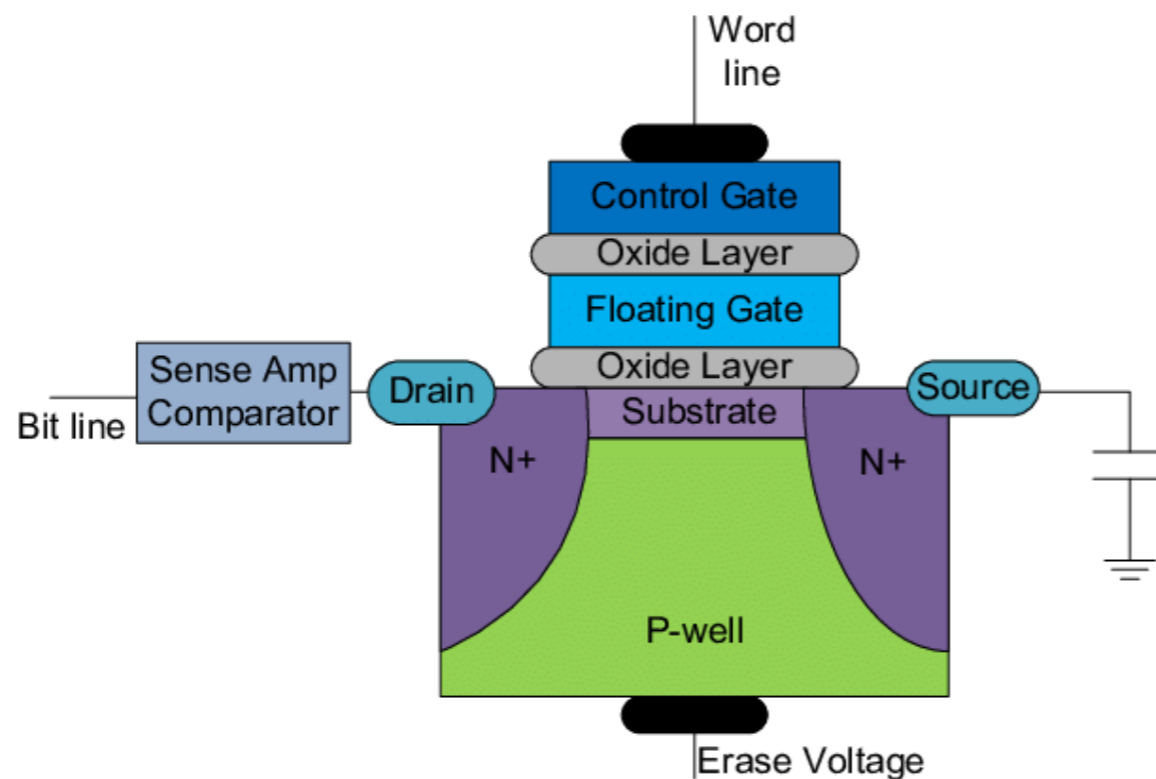 Word
line
Control Gate
Oxide Layer
Floating Gate
Oxide Layer
Sense Amp
Comparator
Drain
Source
Bit line
Substrate
N+
N+
P-well
Erase Voltage